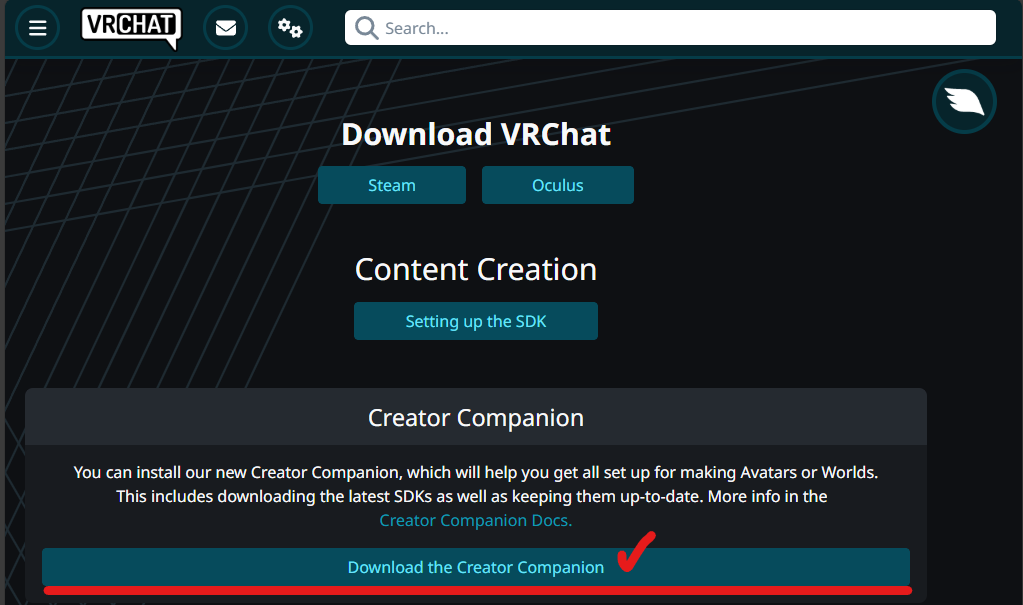 VRCHAT
Search...
Download VRChat
Steam
Oculus
Content Creation
Setting up the SDK
Creator Companion
You can install our new Creator Companion, which will help you get all set up for making Avatars or Worlds.
This includes downloading the latest SDKs as well as keeping them up-to-date. More info in the
Creator Companion Docs.
Download the Creator Companion